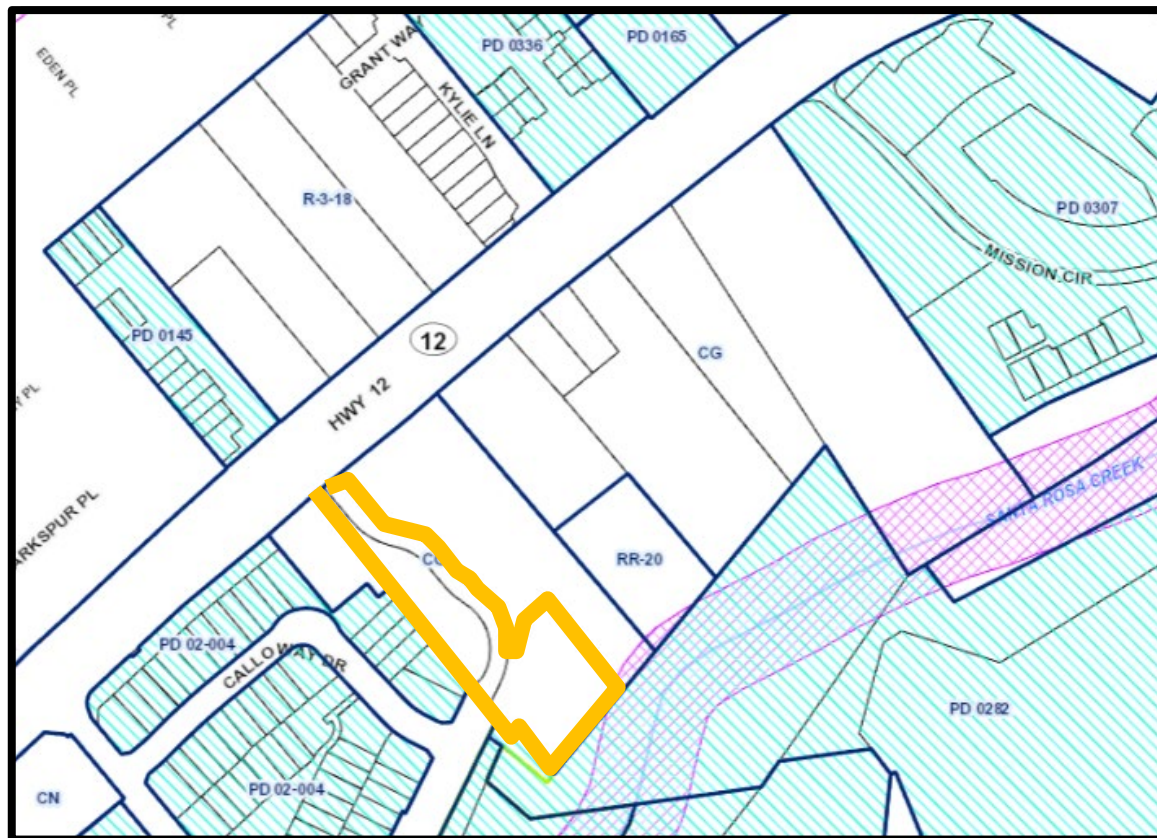 PL
EDEN PL
GRANT WAY
PD 0336
PD 0165
KYLIE LN
R-3-18
PD 0307
MISSION CIR
PD 0145
12
HWY 12
CG
PL
ARKSPUR PL
SANTA ROSA CREEK
RR-20
PD 02-004
CALLOWAY DR
PD 0282
PD 02-004
CN